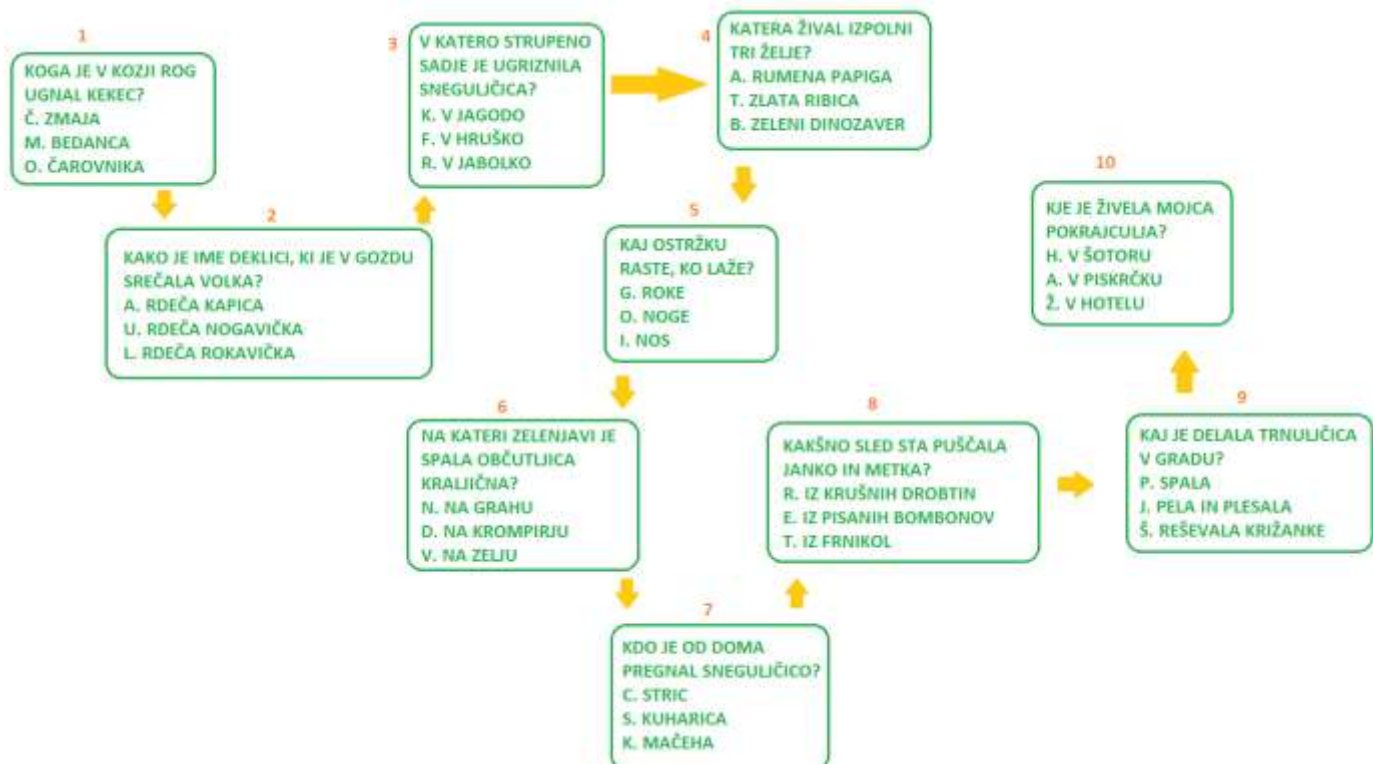 1
KOGA JE V KOZJI ROG
UGNAL KEKEC?
Č. ZMAJA
M. BEDANCA
O. ČAROVNIKA
2
KAKO JE IME DEKLICI, KI JE V GOZDU
SREČALA VOLKA?
A. RDEČA KAPICA
U. RDEČA NOGAVIČKA
L. RDEČA ROKAVIČKA
3
V KATERO STRUPENO
SADJE JE UGRIZNILA
SNEGULJČICA?
K. V JAGODO
F. V HRUŠKO
R. V JABOLKO
4
KATERA ŽIVAL IZPOLNI
TRI ŽELJE?
A. RUMENA PAPIGA
T. ZLATA RIBICA
B. ZELENI DINOZAVER
5
KAJ OSTRŽKU
RASTE, KO LAŽE?
G. ROKE
O. NOGE
I. NOS
6
NA KATERI ZELENJAVI JE
SPALA OBČUTLJICA
KRALJIČNA?
N. NA GRAHU
D. NA KROMPIRJU
V. NA ZELJU
7
KDO JE OD DOMA
PREGNAL SNEGULJČICO?
C. STRIC
S. KUHARICA
K. MAČEHA
8
KAKŠNO SLED STA PUŠČALA
JANKO IN METKA?
R. IZ KRUŠNIH DROBTIN
E. IZ PISANIH BOMBONOV
T. IZ FRNIKOL
9
KAJ JE DELALA TRNULJČICA
V GRADU?
P. SPALA
J. PELA IN PLESALA
Š. REŠEVALA KRIŽANKE
10
KJE JE ŽIVELA MOJCA
POKRAJCULJA?
H. V ŠOTORU
A. V PISKRČKU
Ž. V HOTELU